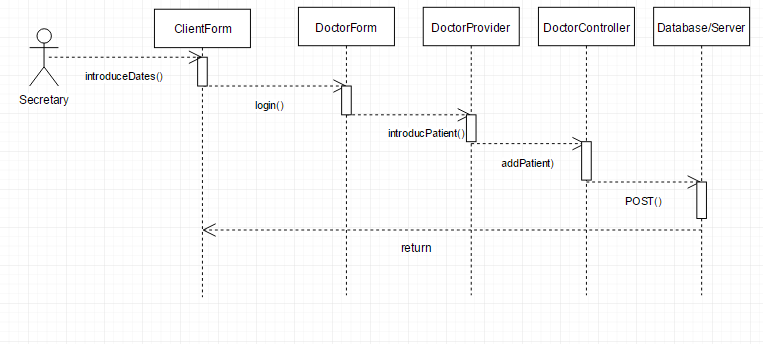 ClientForm
DoctorForm
DoctorProvider
DoctorController
Database/Server
Secretary
introduceDates()
login()
introducPatient()
addPatient)
POST()
return